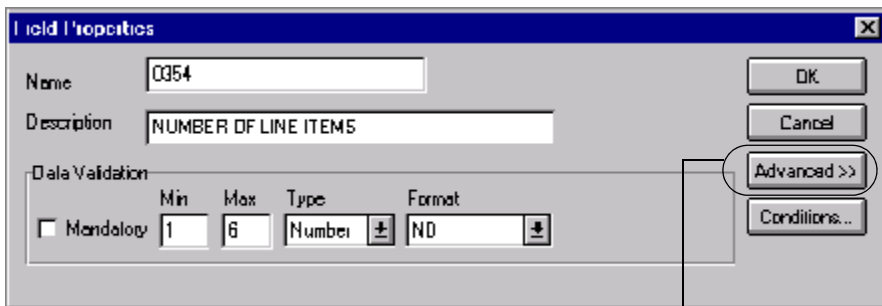 Field Properties
Name 0354 OK
Description NUMBER OF LINE ITEMS Cancel
Data Validation Advanced >>
Min Max Type Format
Mandatory 1 6 Number N0 Conditions...